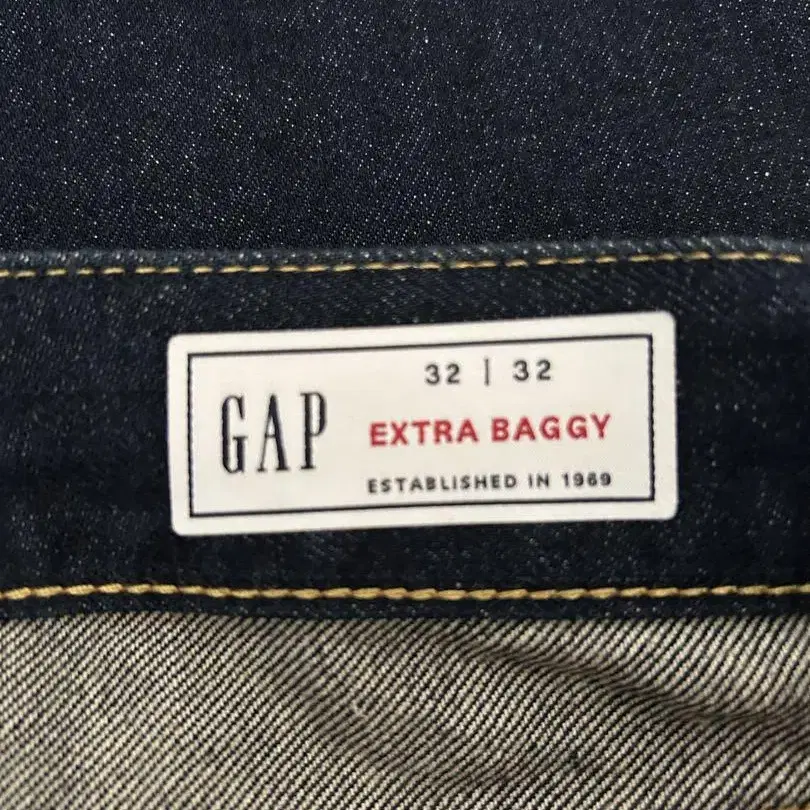 GAP
32 | 32
EXTRA BAGGY
ESTABLISHED IN 1969